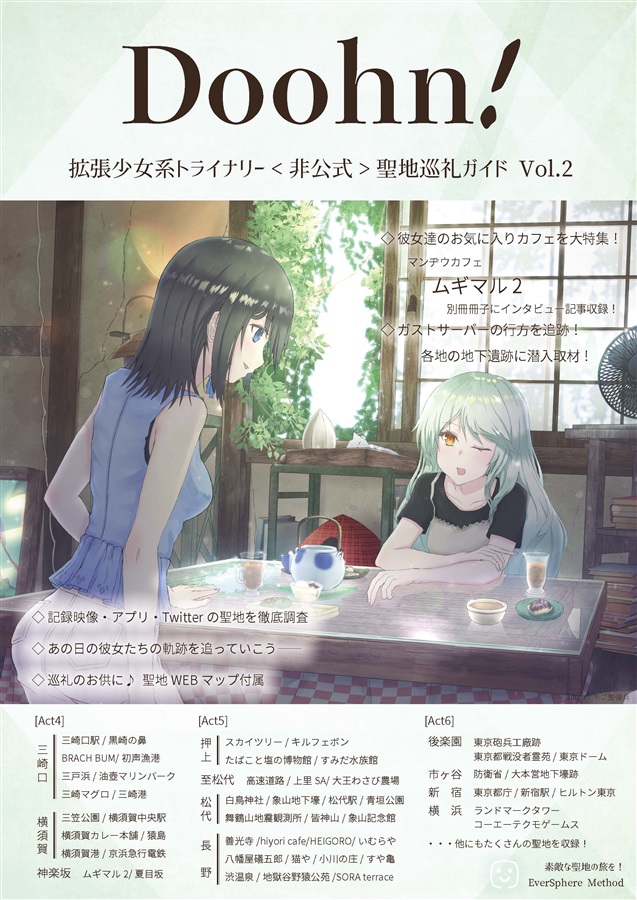 Doohn!
拡張少女系トライナリー < 非公式 > 聖地巡礼ガイド Vol.2
◇ 彼女達のお気に入りカフェを大特集！
マンヂウカフェ
ムギマル 2
別冊冊子にインタビュー記事収録！
◇ ガストサーバーの行方を追跡！
各地の地下遺跡に潜入取材！
◇ 記録映像・アプリ・Twitter の聖地を徹底調査
◇ あの日の彼女たちの軌跡を追っていこう──
◇ 巡礼のお供に♪ 聖地 WEB マップ付属
[Act4]
三崎口
三崎口駅 / 黒崎の鼻
BRACH BUM/ 初声漁港
三戸浜 / 油壺マリンパーク
三崎マグロ / 三崎港
横須賀
三笠公園 / 横須賀中央駅
横須賀カレー本舗 / 猿島
横須賀港 / 京浜急行電鉄
神楽坂 ムギマル 2/ 夏目坂
[Act5]
押上
スカイツリー / キルフェボン
たばこと塩の博物館 / すみだ水族館
至松代 高速道路 / 上里 SA/ 大王わさび農場
松代
白鳥神社 / 象山地下壕 / 松代駅 / 青垣公園
舞鶴山地震観測所 / 皆神山 / 象山記念館
長野
善光寺 /hiyori cafe/HEIGORO/ いむらや
八幡屋礒五郎 / 猫や / 小川の庄 / すや亀
渋温泉 / 地獄谷野猿公苑 /SORA terrace
[Act6]
後楽園 東京砲兵工廠跡
東京都戦没者霊苑 / 東京ドーム
市ヶ谷 防衛省 / 大本営地下壕跡
新宿 東京都庁 / 新宿駅 / ヒルトン東京
横浜 ランドマークタワー
コーエーテクモゲームス
・・・他にもたくさんの聖地を収録！
素敵な聖地の旅を！
EverSphere Method